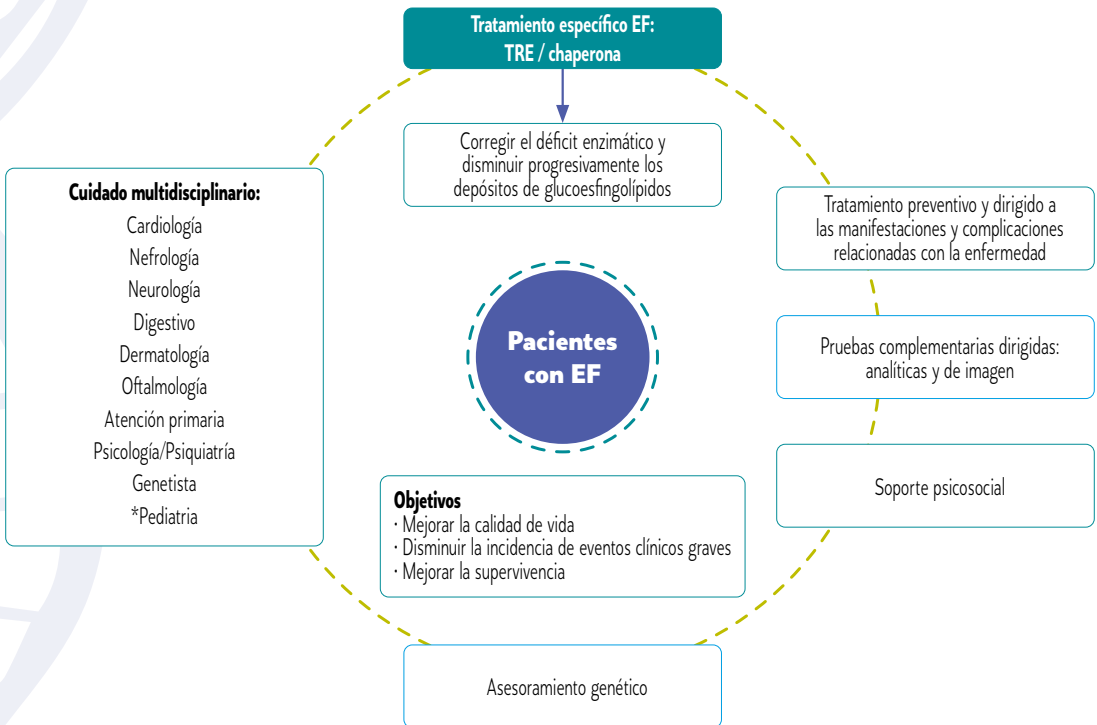 Tratamiento específico EF:
TRE / chaperona
Corregir el déficit enzimático y
disminuir progresivamente los
depósitos de glucoesfingolípidos
Cuidado multidisciplinario:
Cardiología
Nefrología
Neurología
Digestivo
Dermatología
Oftalmología
Atención primaria
Psicología/Psiquiatría
Genetista
*Pediatria
Tratamiento preventivo y dirigido a
las manifestaciones y complicaciones
relacionadas con la enfermedad
Pruebas complementarias dirigidas:
analíticas y de imagen
Soporte psicosocial
Pacientes
con EF
Objetivos
· Mejorar la calidad de vida
· Disminuir la incidencia de eventos clínicos graves
· Mejorar la supervivencia
Asesoramiento genético